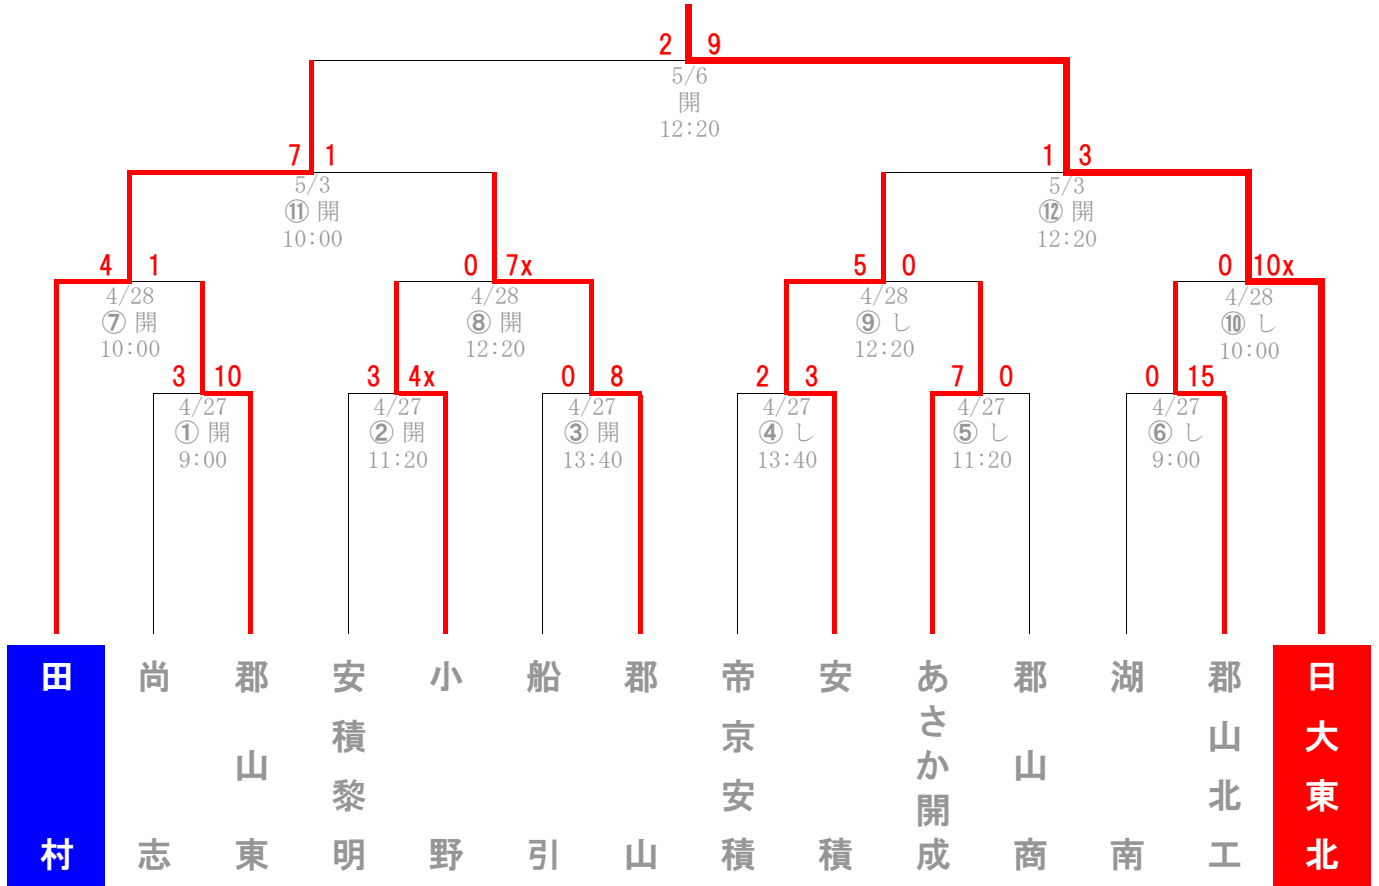 2 9
5/6
開
12:20
7 1
5/3
⑪ 開
10:00
1 3
5/3
⑫ 開
12:20
4 1
4/28
⑦ 開
10:00
0 7x
4/28
⑧ 開
12:20
5 0
4/28
⑨ し
12:20
0 10x
4/28
⑩ し
10:00
3 10
4/27
① 開
9:00
3 4x
4/27
② 開
11:20
0 8
4/27
③ 開
13:40
2 3
4/27
④ し
13:40
7 0
4/27
⑤ し
11:20
0 15
4/27
⑥ し
9:00
田村
尚志
郡山東
安積黎明
小野
船引
郡山
帝京安積
安積
あさか開成
郡山商
湖南
郡山北工
日大東北